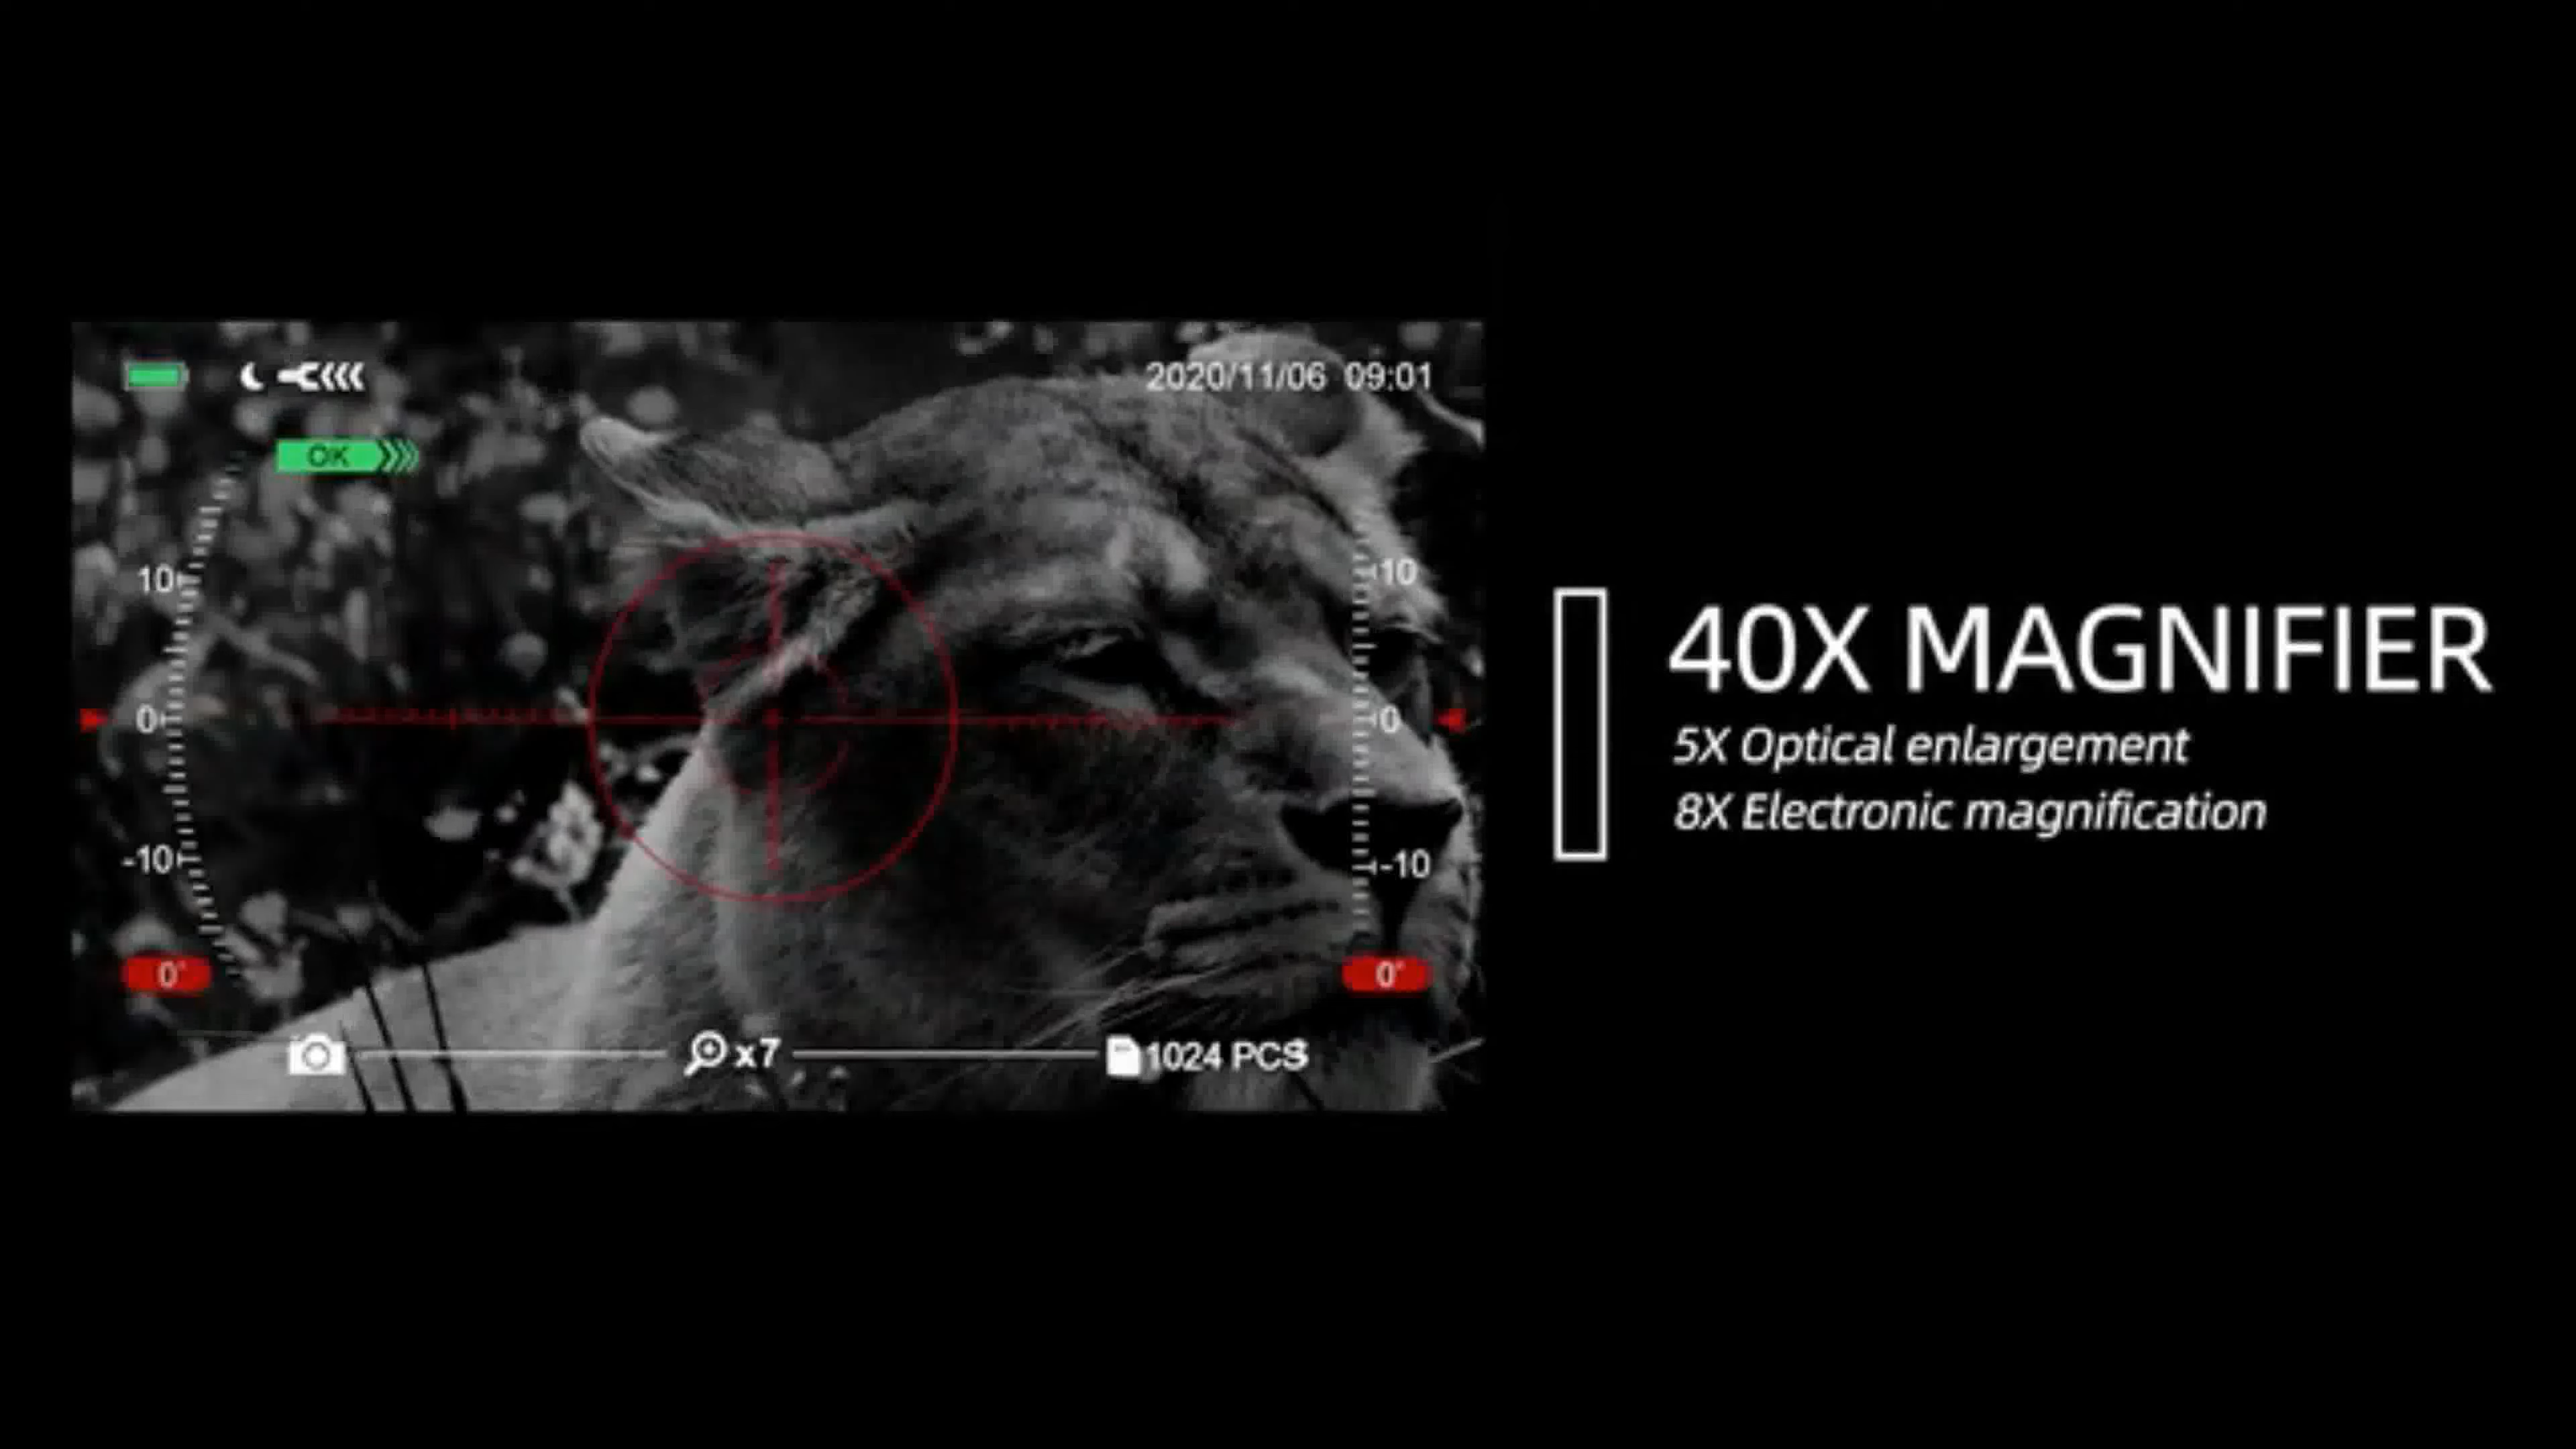 2020/11/06 09:01
OK
10
10
0
0
-10
-10
0°
0°
x7
1024 PCS
40X MAGNIFIER
5X Optical enlargement
8X Electronic magnification